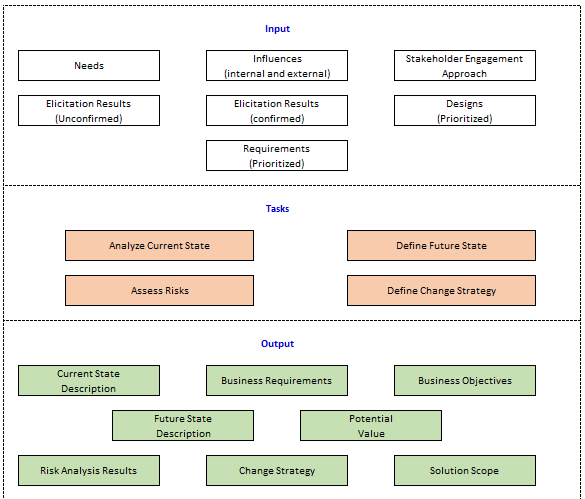 Input
Needs
Influences
(internal and external)
Stakeholder Engagement
Approach
Elicitation Results
(Unconfirmed)
Elicitation Results
(confirmed)
Designs
(Prioritized)
Requirements
(Prioritized)
Tasks
Analyze Current State
Define Future State
Assess Risks
Define Change Strategy
Output
Current State
Description
Business Requirements
Business Objectives
Future State
Description
Potential
Value
Risk Analysis Results
Change Strategy
Solution Scope